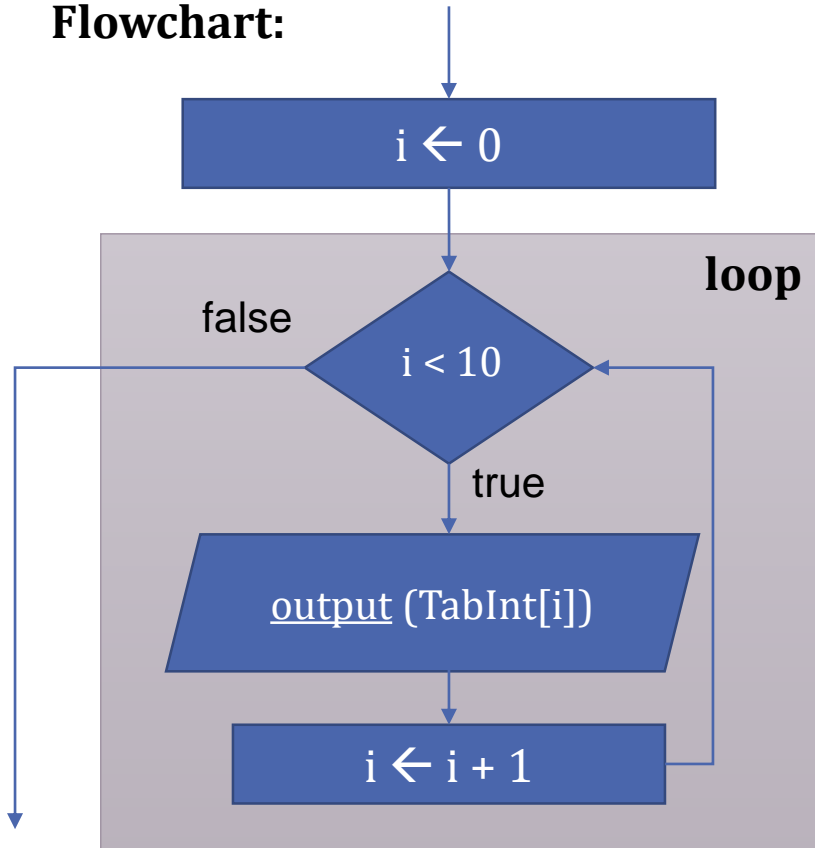 Flowchart:
i ← 0
loop
false
i < 10
true
output (TabInt[i])
i ← i + 1